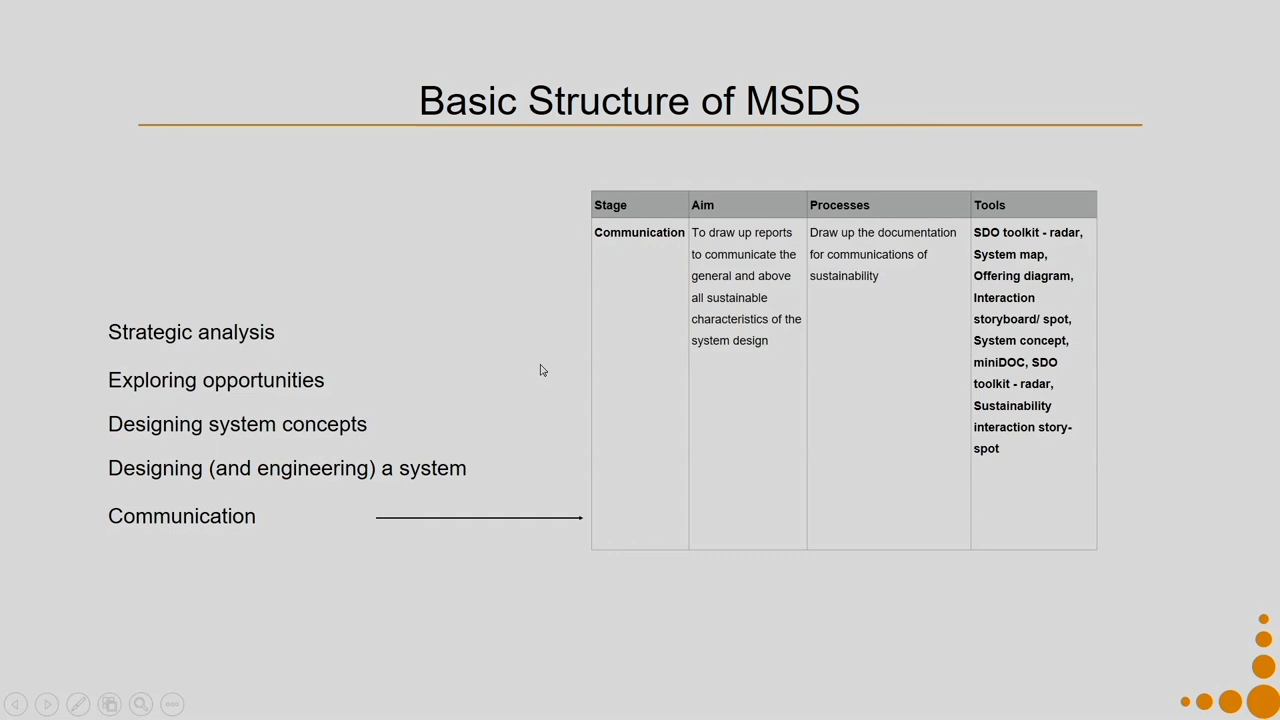 Basic Structure of MSDS
Strategic analysis
Exploring opportunities
Designing system concepts
Designing (and engineering) a system
Communication
Stage
Aim
Processes
Tools
Communication
To draw up reports
to communicate the
general and above
all sustainable
characteristics of the
system design
Draw up the documentation
for communications of
sustainability
SDO toolkit - radar,
System map,
Offering diagram,
Interaction
storyboard/ spot,
System concept,
miniDOC, SDO
toolkit - radar,
Sustainability
interaction story-
spot